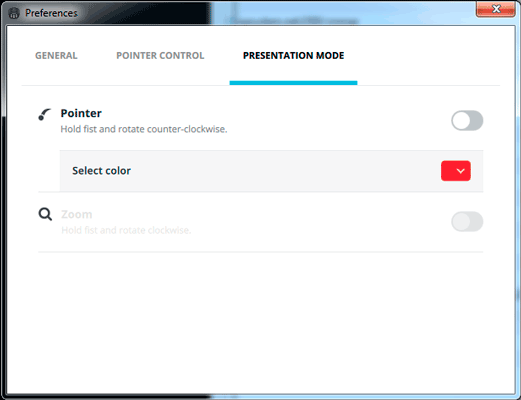 Preferences
GENERAL POINTER CONTROL PRESENTATION MODE
Pointer
Hold fist and rotate counter-clockwise.
Select color
Zoom
Hold fist and rotate clockwise.